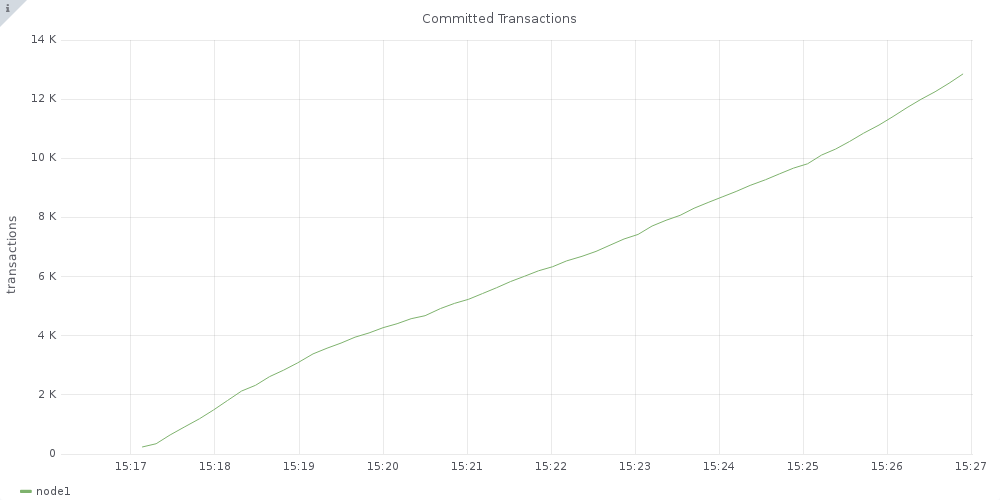 i
Committed Transactions
14 K
12 K
10 K
8 K
6 K
4 K
2 K
0
transactions
15:17 15:18 15:19 15:20 15:21 15:22 15:23 15:24 15:25 15:26 15:27
node1